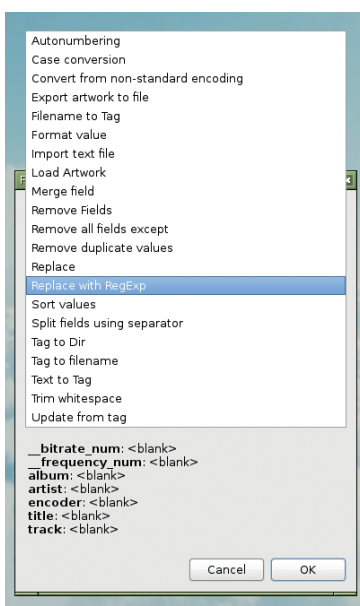 Autonumbering
Case conversion
Convert from non-standard encoding
Export artwork to file
Filename to Tag
Format value
Import text file
Load Artwork
Merge field
Remove Fields
Remove all fields except
Remove duplicate values
Replace
Replace with RegExp
Sort values
Split fields using separator
Tag to Dir
Tag to filename
Text to Tag
Trim whitespace
Update from tag
__bitrate_num: <blank>
__frequency_num: <blank>
album: <blank>
artist: <blank>
encoder: <blank>
title: <blank>
track: <blank>
Cancel OK